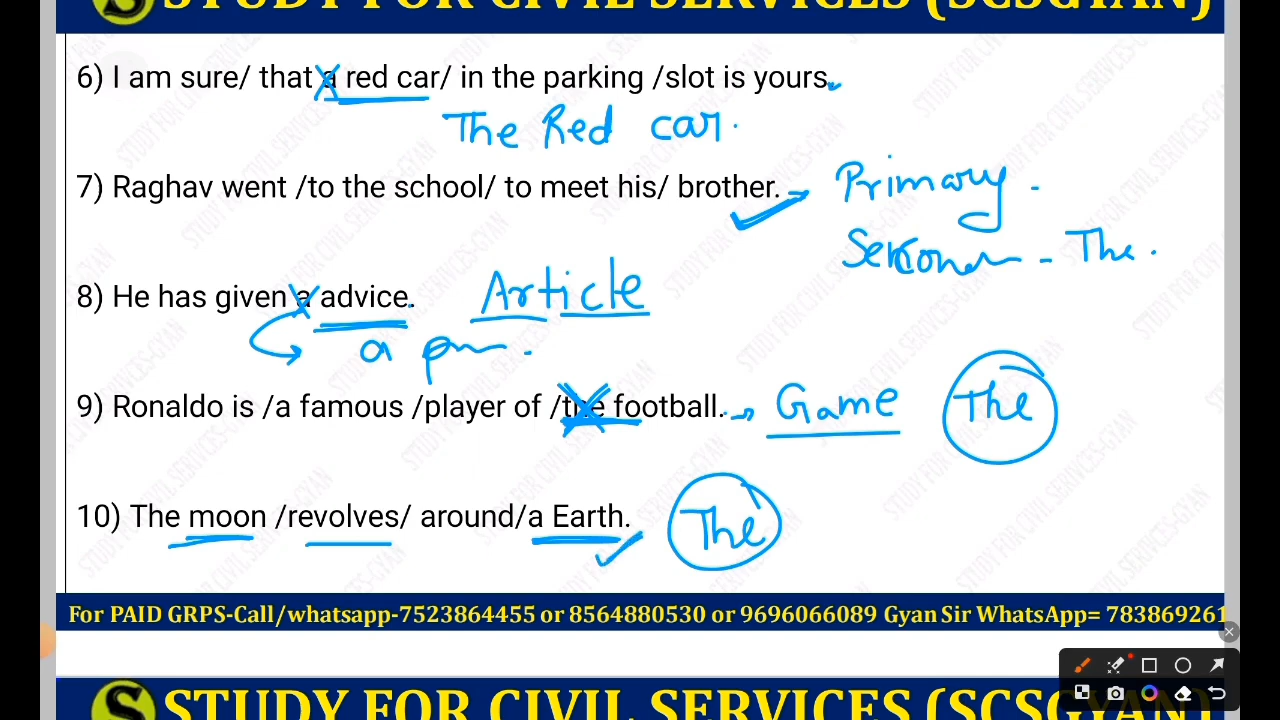 STUDY FOR CIVIL SERVICES (SCSGYAN)
6) I am sure/ that a red car/ in the parking /slot is yours.
The Red car.
7) Raghav went /to the school/ to meet his/ brother.
Primary -
- The.
8) He has given a advice.
Article
a
9) Ronaldo is /a famous /player of /the football.
Game
The
10) The moon /revolves/ around/a Earth.
The
For PAID GRPS-Call/whatsapp-7523864455 or 8564880530 or 9696066089 Gyan Sir WhatsApp= 783869261
STUDY FOR CIVIL SERVICES (SCSGYAN)